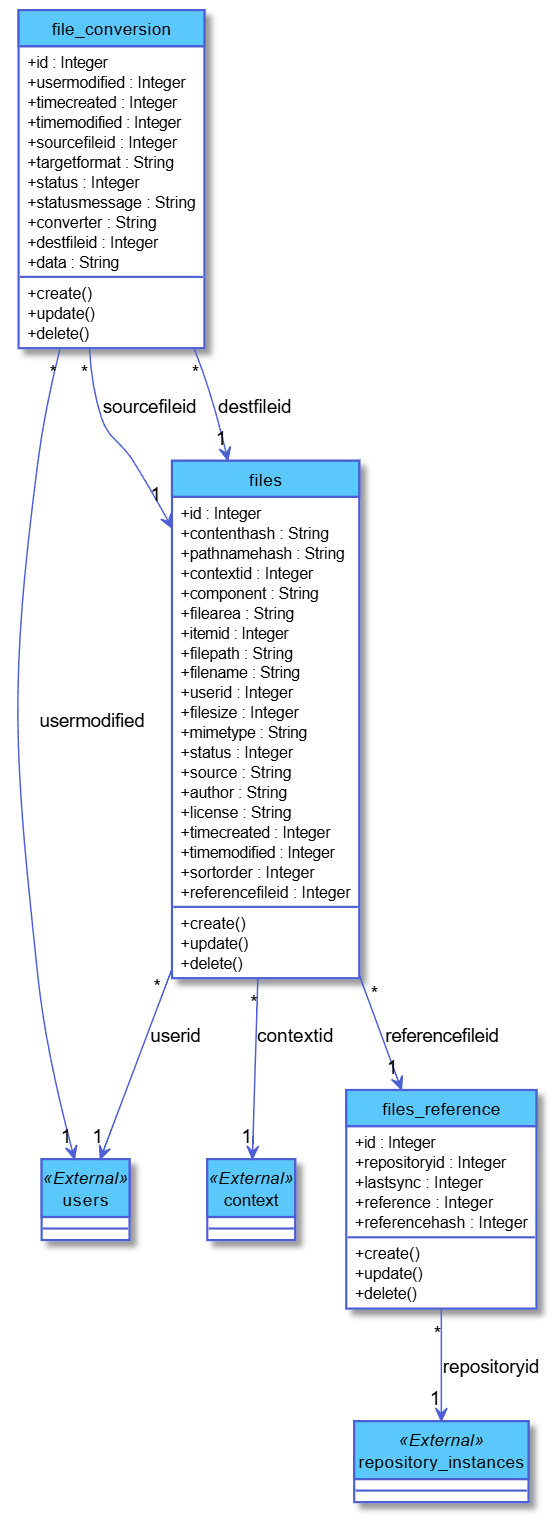 file_conversion
+id : Integer
+usermodified : Integer
+timecreated : Integer
+timemodified : Integer
+sourcefileid : Integer
+targetformat : String
+status : Integer
+statusmessage : String
+converter : String
+destfileid : Integer
+data : String
+create()
+update()
+delete()
* * *
sourcefileid destfileid
1
1
files
+id : Integer
+contenthash : String
+pathnamehash : String
+contextid : Integer
+component : String
+filearea : String
+itemid : Integer
+filepath : String
+filename : String
+userid : Integer
+filesize : Integer
+mimetype : String
+status : Integer
+source : String
+author : String
+license : String
+timecreated : Integer
+timemodified : Integer
+sortorder : Integer
+referencefileid : Integer
+create()
+update()
+delete()
usermodified
* * *
userid contextid referencefileid
1
files_reference
+id : Integer
+repositoryid : Integer
+lastsync : Integer
+reference : Integer
+referencehash : Integer
+create()
+update()
+delete()
1 1 1
«External»
users
«External»
context
*
repositoryid
1
«External»
repository_instances